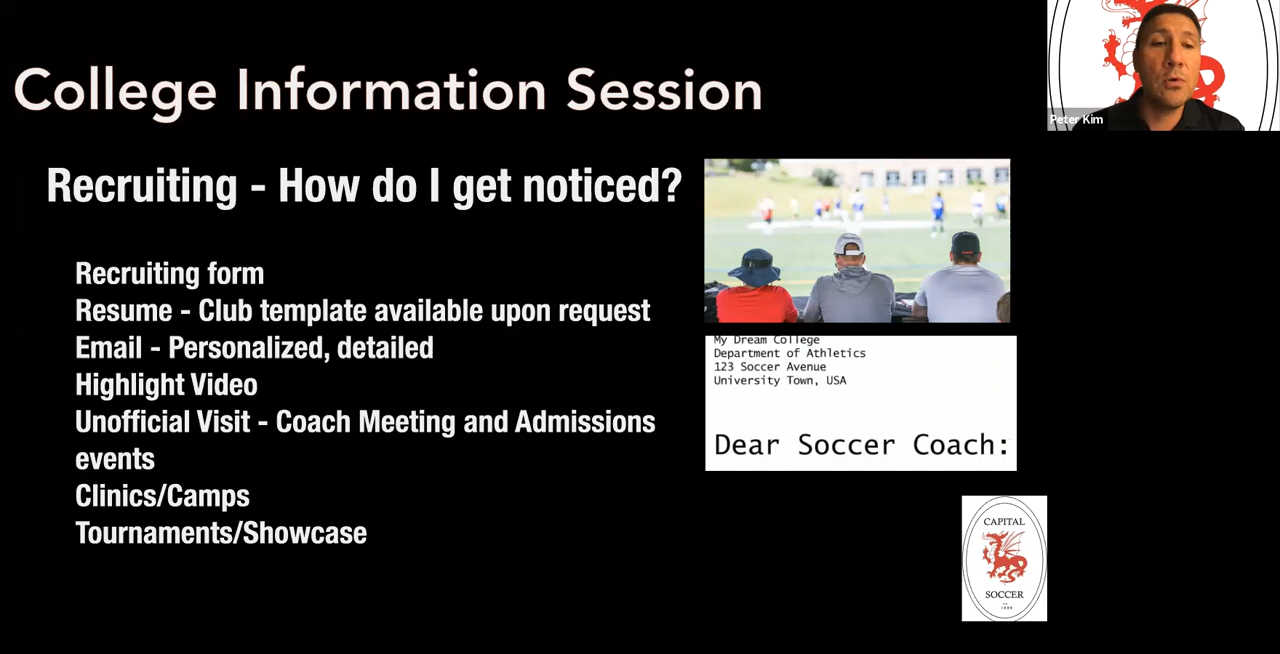 College Information Session
Peter Kim
Recruiting - How do I get noticed?
Recruiting form
Resume - Club template available upon request
Email - Personalized, detailed
Highlight Video
Unofficial Visit - Coach Meeting and Admissions
events
Clinics/Camps
Tournaments/Showcase
My Dream College
Department of Athletics
123 Soccer Avenue
University Town, USA
Dear Soccer Coach:
CAPITAL
SOCCER